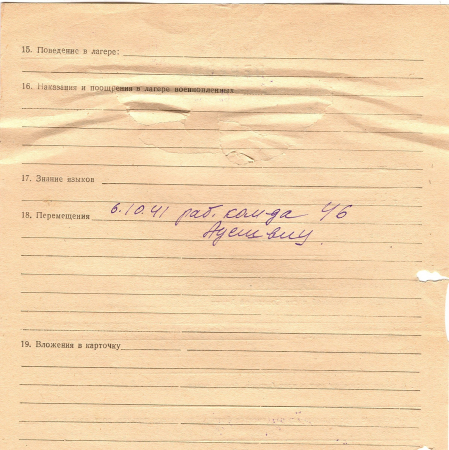 15. Поведение в лагере:
16. Наказания и поощрения в лагере военнопленных
17. Знание языков
18. Перемещения 6.10.41 раб. ком-да
19. Вложения в карточку